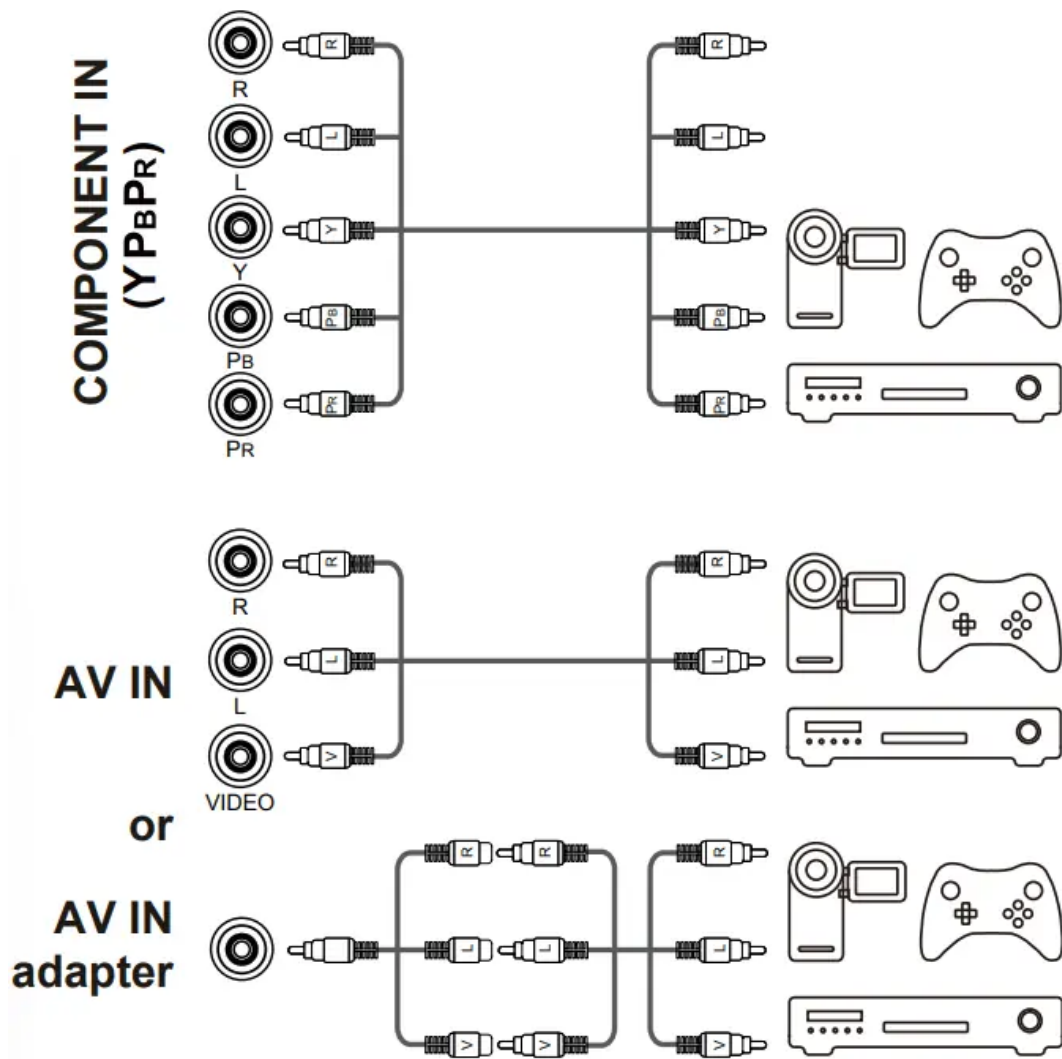 COMPONENT IN
(YPBPR)
R
R
R
L
L
L
Y
Y
Y
PB
PB
PB
PR
PR
PR
AV IN
R
R
R
L
L
L
V
V
VIDEO
or
AV IN
adapter
R
R
R
L
L
L
V
V
V